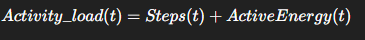 Activity_load(t) = Steps(t) + ActiveEnergy(t)